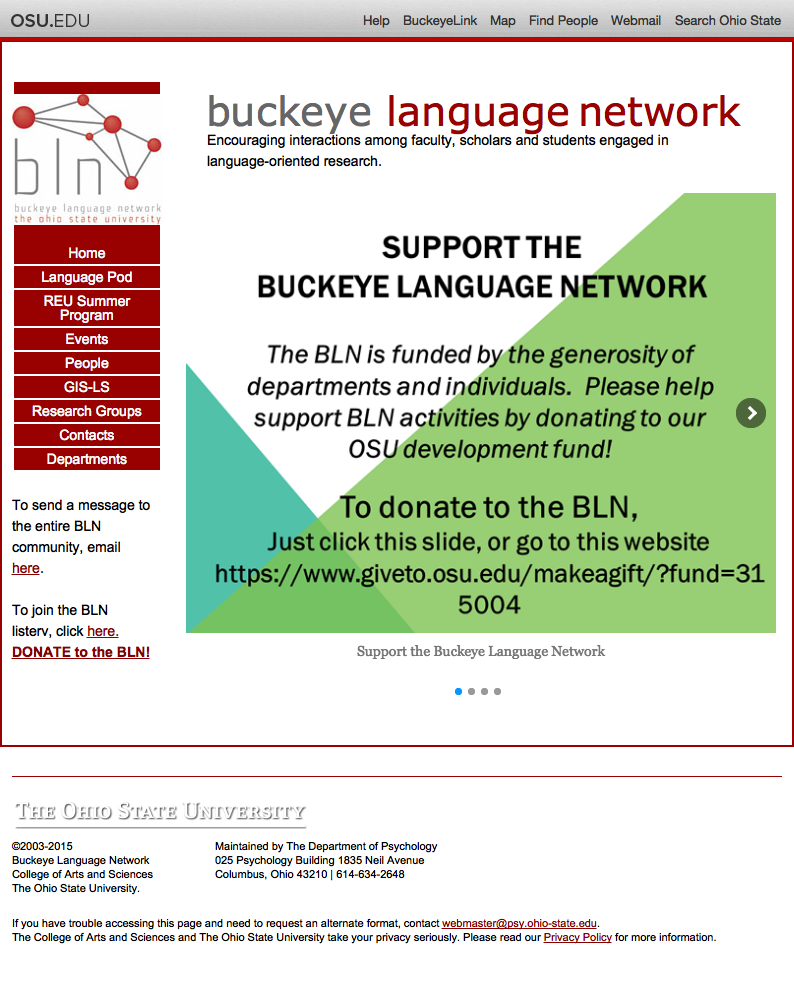 OSU.EDU
Help BuckeyeLink Map Find People Webmail Search Ohio State
bln
buckeye language network
the ohio state university
Home
Language Pod
REU Summer
Program
Events
People
GIS-LS
Research Groups
Contacts
Departments
To send a message to
the entire BLN
community, email
here.
To join the BLN
listerv, click here.
DONATE to the BLN!
buckeye language network
Encouraging interactions among faculty, scholars and students engaged in
language-oriented research.
SUPPORT THE
BUCKEYE LANGUAGE NETWORK
The BLN is funded by the generosity of
departments and individuals. Please help
support BLN activities by donating to our
OSU development fund!
To donate to the BLN,
Just click this slide, or go to this website
https://www.giveto.osu.edu/makeagift/?fund=31
5004
Support the Buckeye Language Network
The Ohio State University
©2003-2015
Buckeye Language Network
College of Arts and Sciences
The Ohio State University.
Maintained by The Department of Psychology
025 Psychology Building 1835 Neil Avenue
Columbus, Ohio 43210 | 614-634-2648
If you have trouble accessing this page and need to request an alternate format, contact webmaster@psy.ohio-state.edu.
The College of Arts and Sciences and The Ohio State University take your privacy seriously. Please read our Privacy Policy for more information.